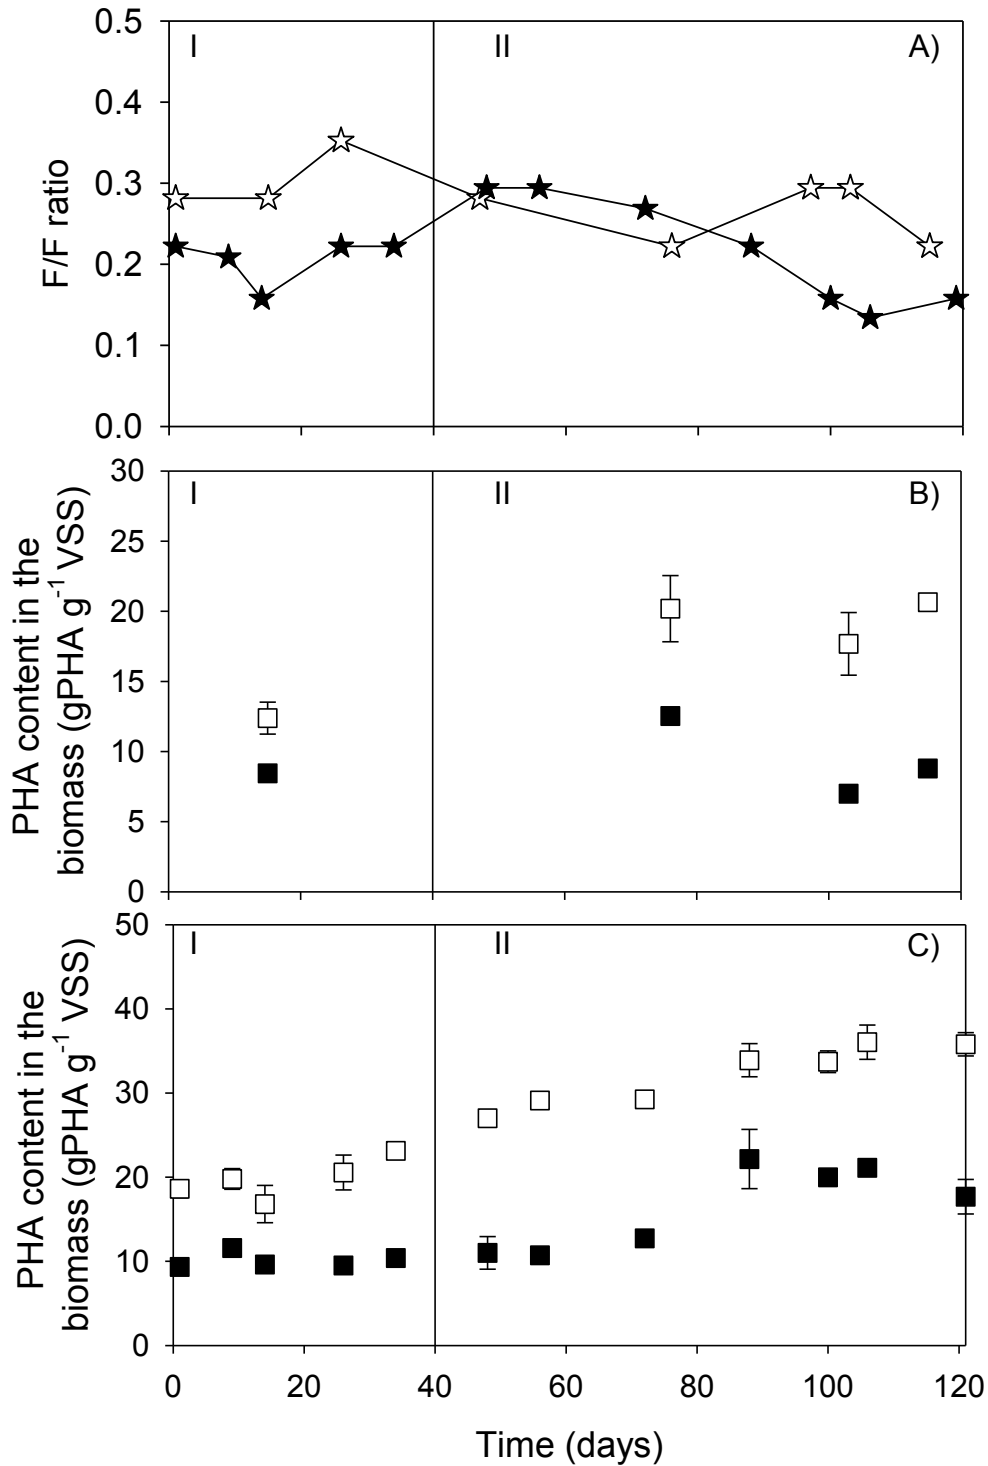 I II A)
0.5
0.4
0.3
0.2
0.1
0.0
F/F ratio
I II B)
30
25
20
15
10
5
0
PHA content in the
biomass (gPHA g⁻¹ VSS)
I II C)
50
40
30
20
10
0
PHA content in the
biomass (gPHA g⁻¹ VSS)
0 20 40 60 80 100 120
Time (days)